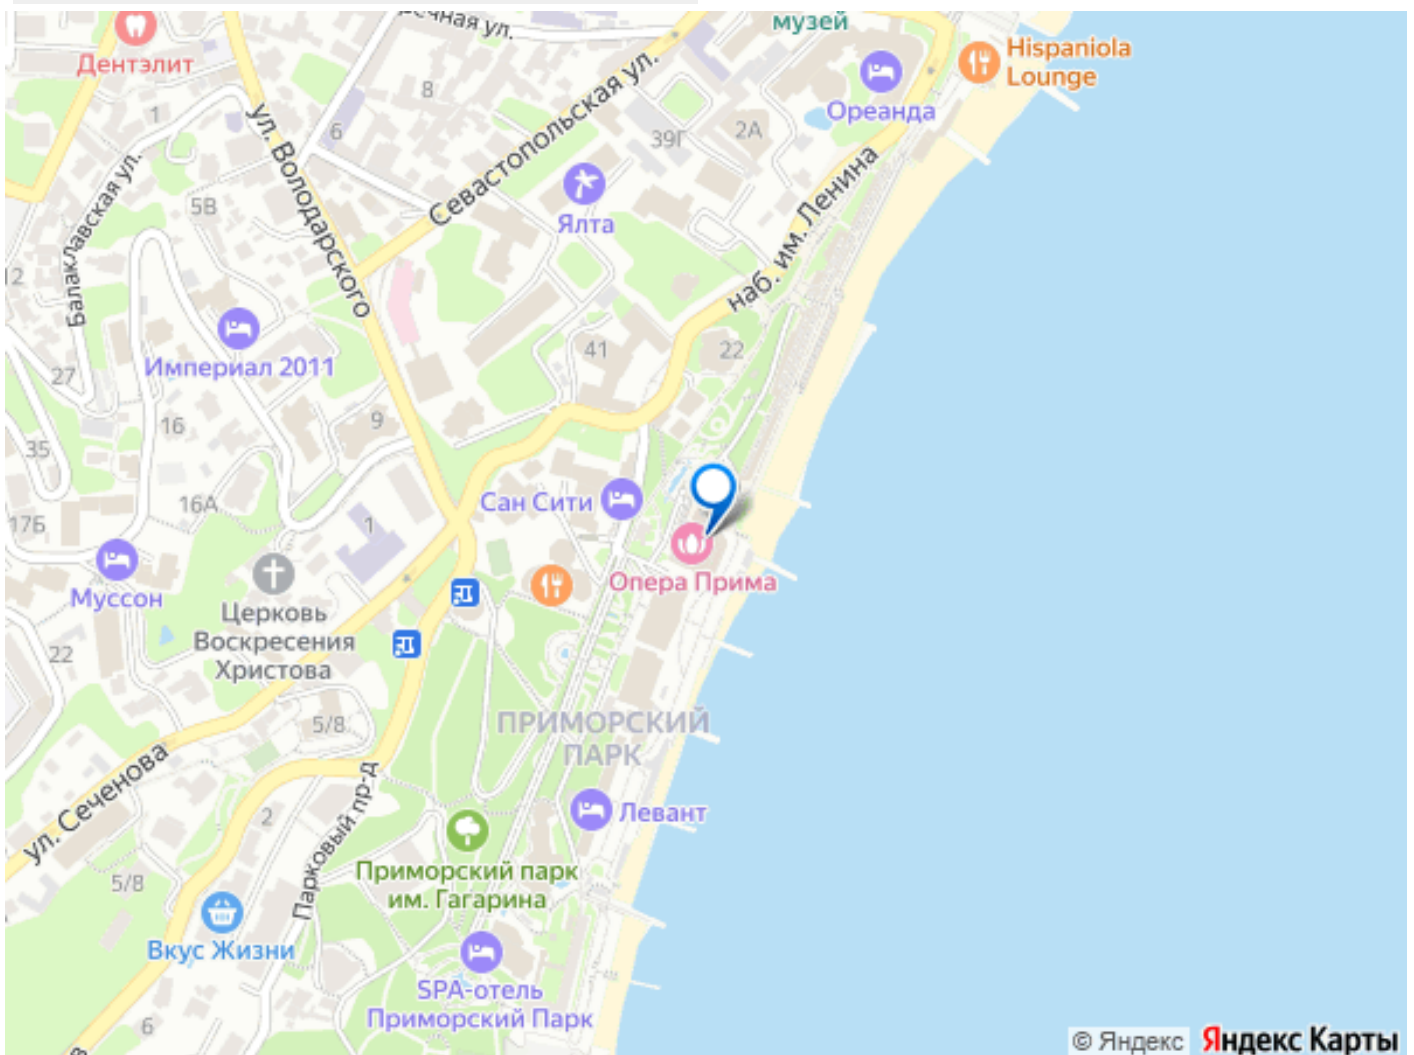 музей
Hispaniola
Lounge
Дентэлит
8
Ореанда
1
6
39Г
2А
Севастопольская ул.
ул. Володарского
Балаклавская ул.
5В
Ялта
наб. им. Ленина
12
Империал 2011
41
22
27
16
9
35
16А
Сан Сити
17Б
1
Опера Прима
Муссон
Церковь
Воскресения
Христова
22
5/8
ПРИМОРСКИЙ
ПАРК
ул. Сеченова
Парковый пр-д
2
Левант
Приморский парк
им. Гагарина
5/8
Вкус Жизни
SPA-отель
Приморский Парк
6
© Яндекс Яндекс Карты